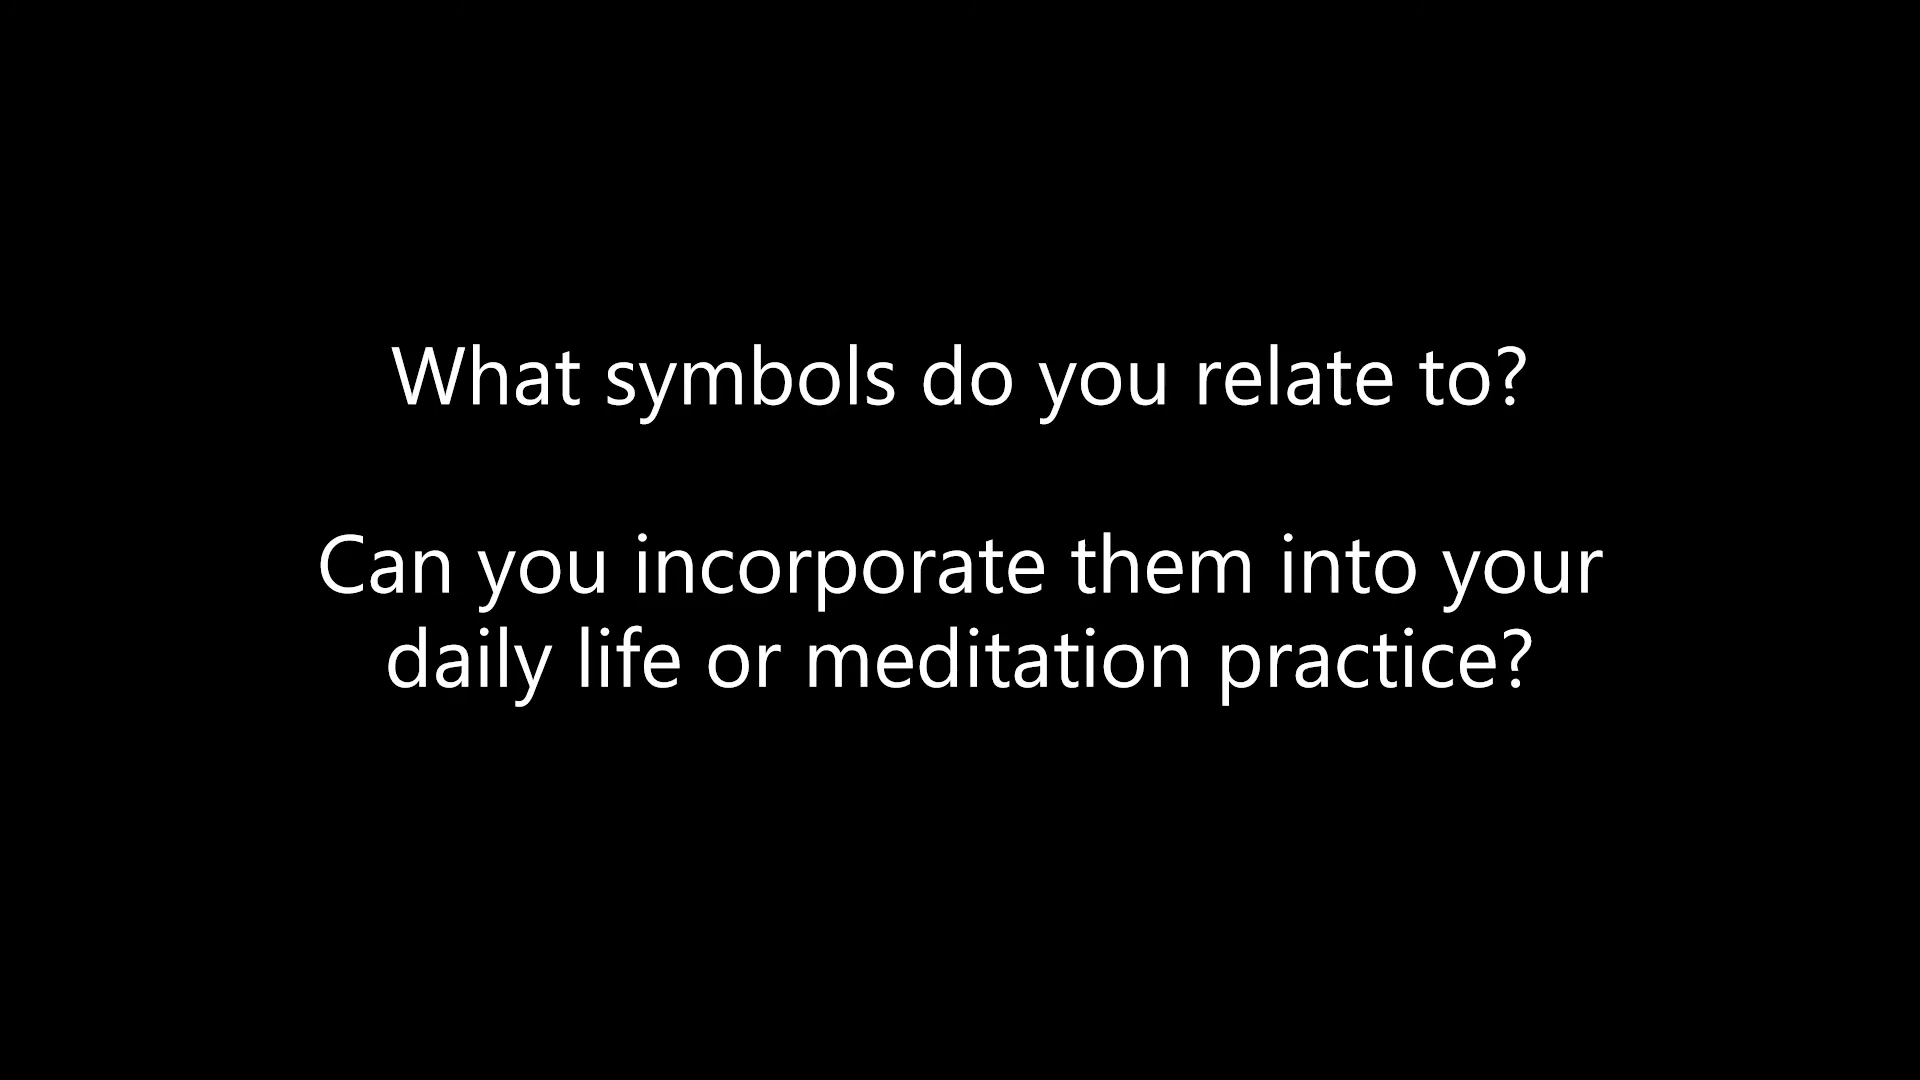 What symbols do you relate to?
Can you incorporate them into your
daily life or meditation practice?